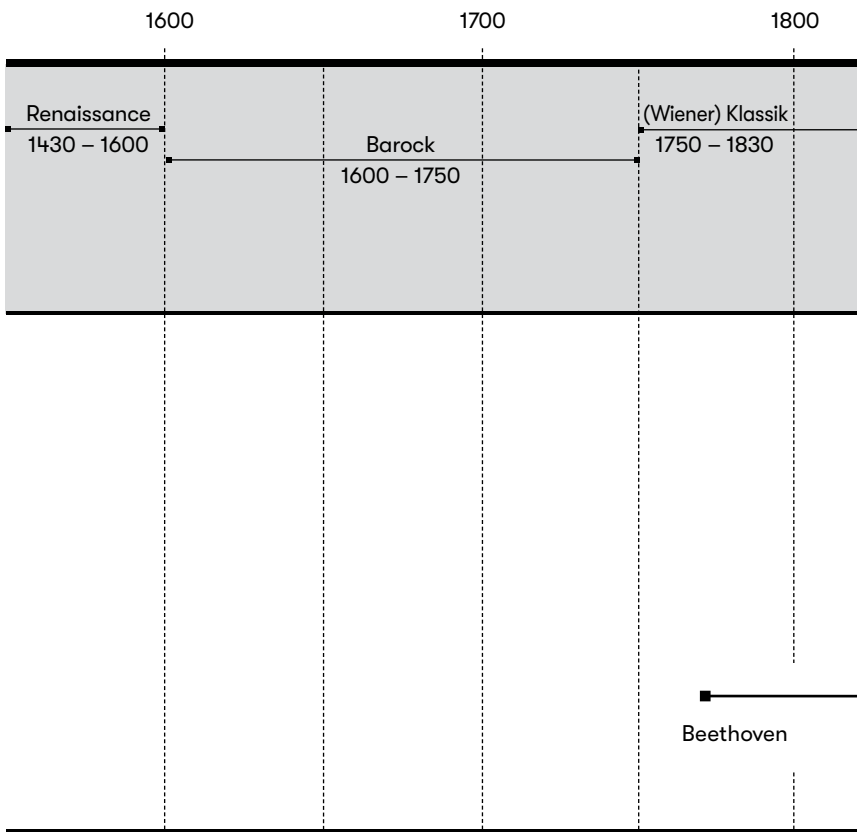 1600
1700
1800
Renaissance
1430 – 1600
Barock
1600 – 1750
(Wiener) Klassik
1750 – 1830
Beethoven